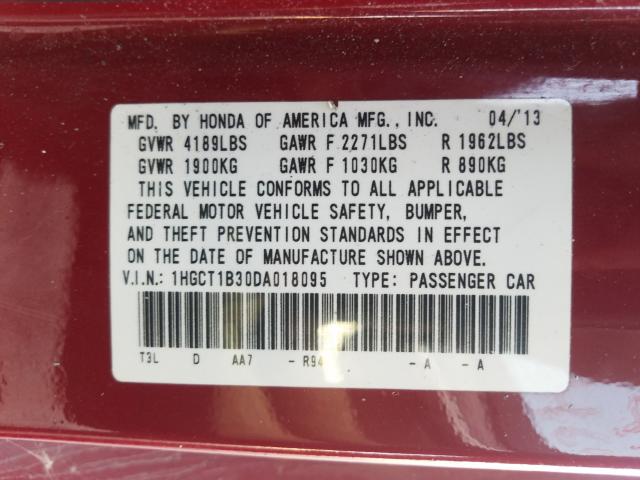 MFD. BY HONDA OF AMERICA MFG., INC. 04/'13
GVWR 4189LBS GAWR F 2271LBS R 1962LBS
GVWR 1900KG GAWR F 1030KG R 890KG
THIS VEHICLE CONFORMS TO ALL APPLICABLE
FEDERAL MOTOR VEHICLE SAFETY, BUMPER,
AND THEFT PREVENTION STANDARDS IN EFFECT
ON THE DATE OF MANUFACTURE SHOWN ABOVE.
V.I.N.: 1HGCT1B30DA018095 TYPE: PASSENGER CAR
T3L D AA7 - - A - A